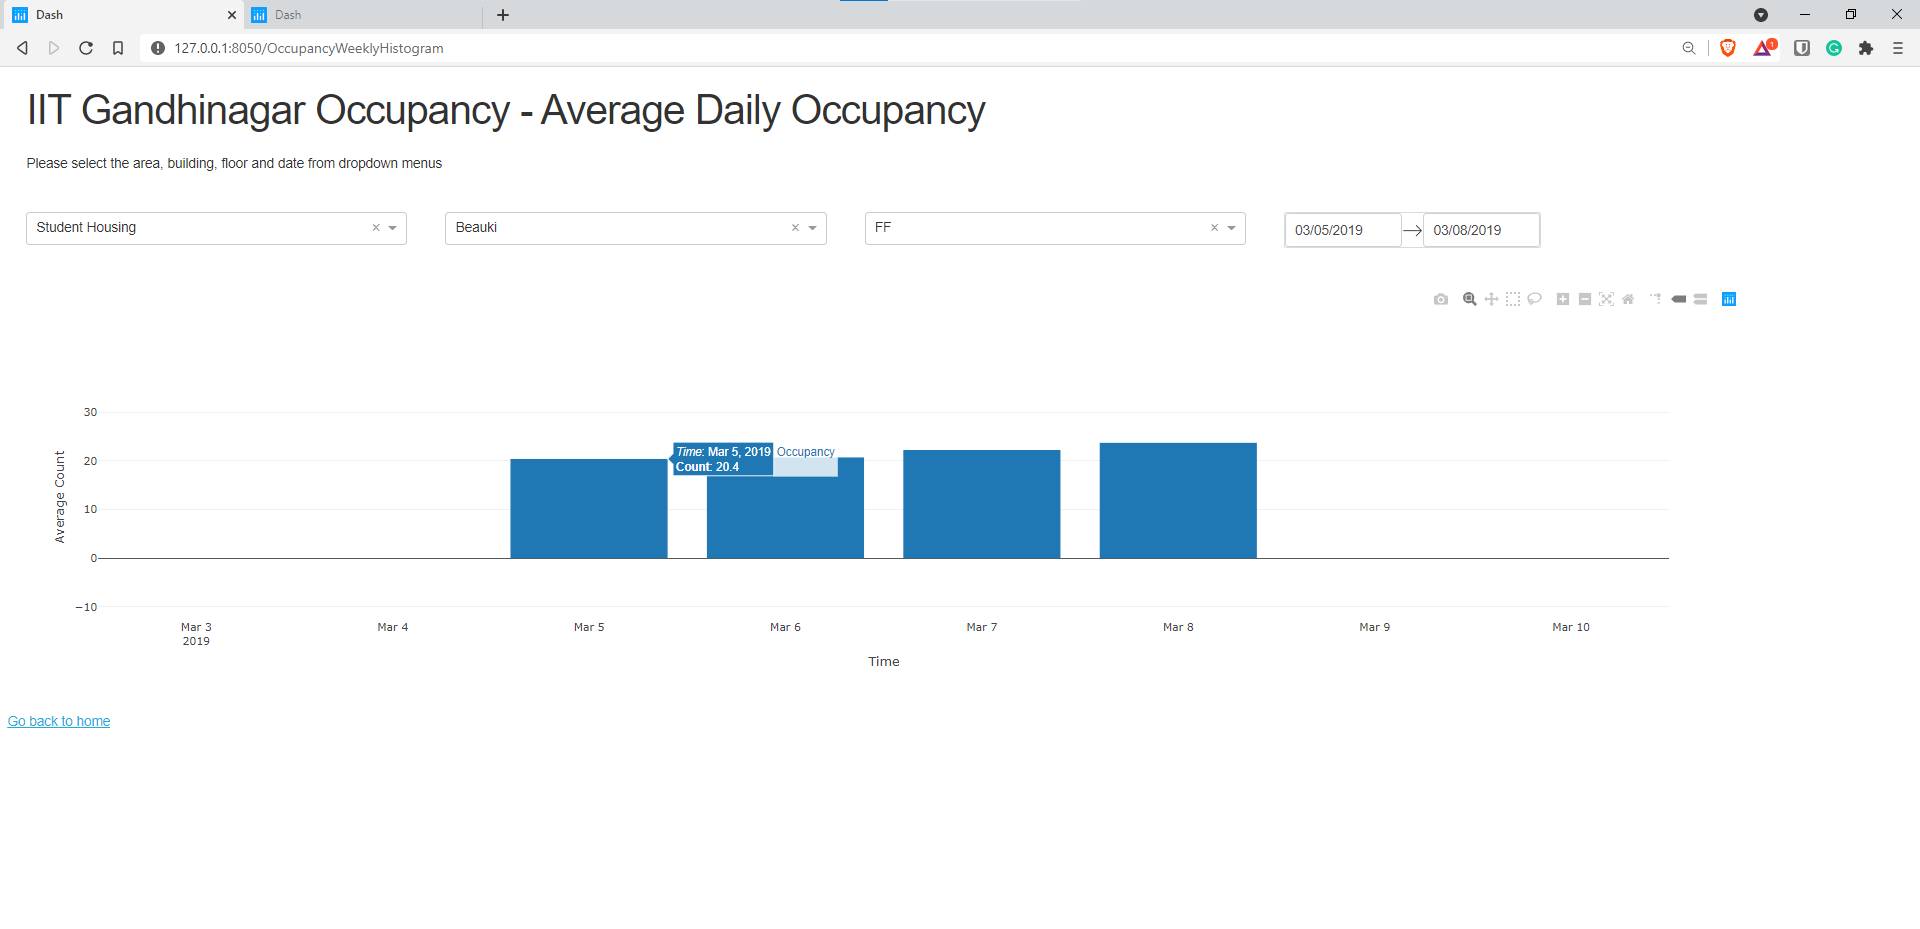 Dash
Dash
127.0.0.1:8050/OccupancyWeeklyHistogram
1
IIT Gandhinagar Occupancy - Average Daily Occupancy
Please select the area, building, floor and date from dropdown menus
Student Housing
Beauki
FF
03/05/2019
03/08/2019
30
20
10
0
−10
Average Count
Time: Mar 5, 2019
Count: 20.4
Occupancy
Mar 3
2019
Mar 4
Mar 5
Mar 6
Mar 7
Mar 8
Mar 9
Mar 10
Time
Go back to home